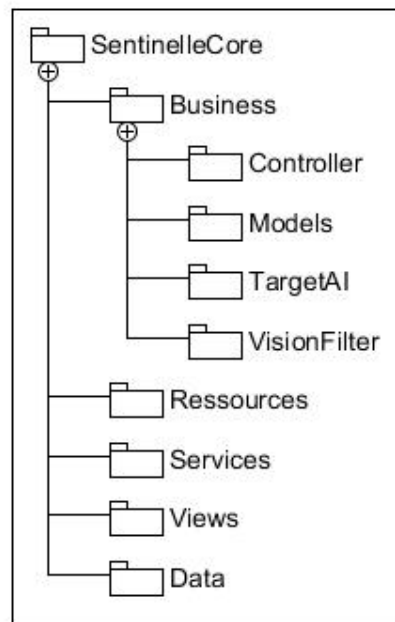 SentinelleCore
Business
Controller
Models
TargetAI
VisionFilter
Ressources
Services
Views
Data